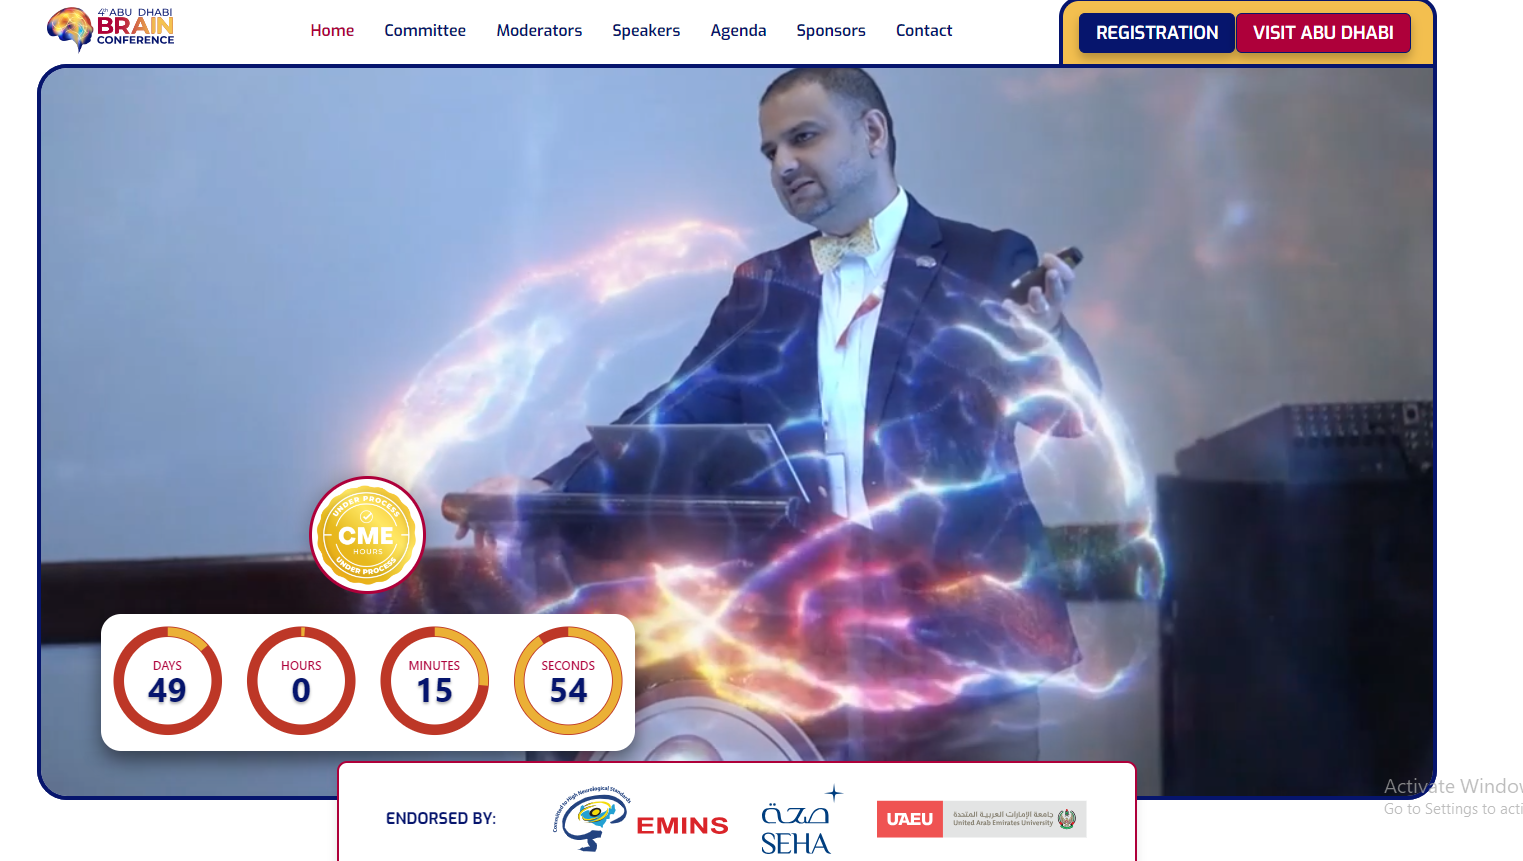 4th ABU DHABI
BRAIN
CONFERENCE
Home
Committee
Moderators
Speakers
Agenda
Sponsors
Contact
REGISTRATION
VISIT ABU DHABI
UNDER PROCESS
CME
HOURS
UNDER PROCESS
DAYS
49
HOURS
0
MINUTES
15
SECONDS
54
ENDORSED BY:
Committed to High Neurological Standards
EMINS
صحة
SEHA
UAEU
جامعة الإمارات العربية المتحدة
United Arab Emirates University
Activate Window
Go to Settings to acti